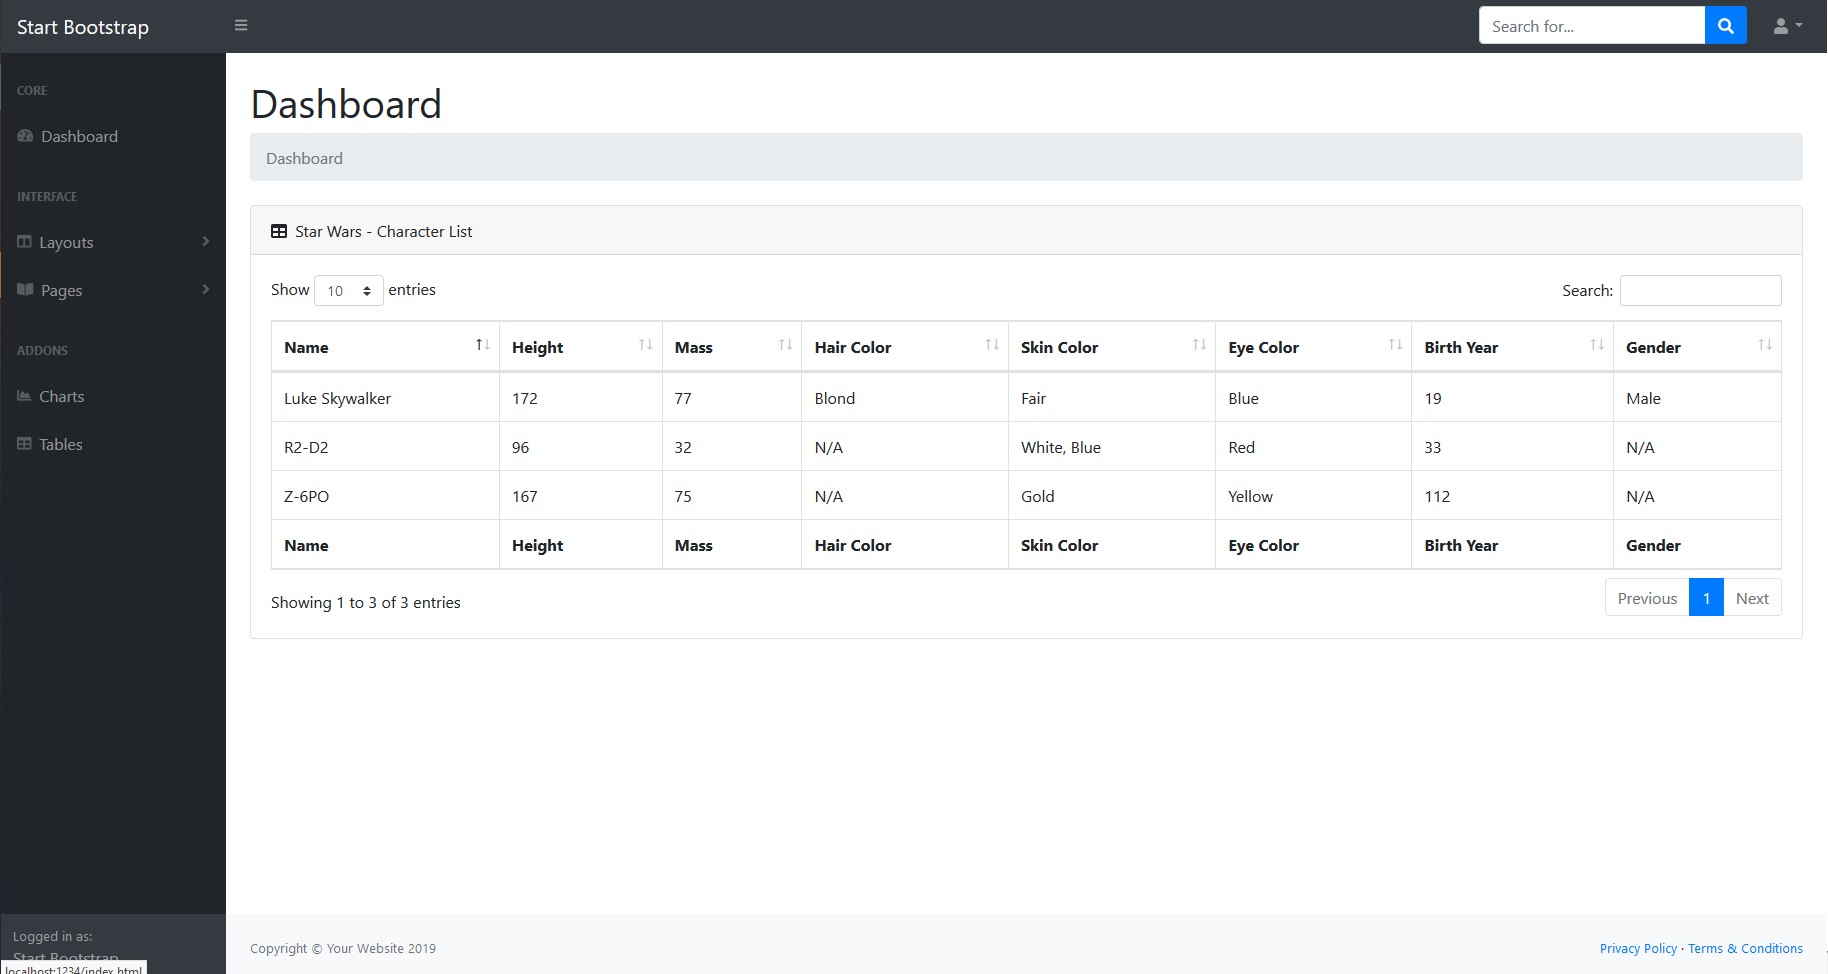 Start Bootstrap
Search for...
CORE
Dashboard
INTERFACE
Layouts
Pages
ADDONS
Charts
Tables
Logged in as:
Start Bootstrap
localhost:1234/index.html
Dashboard
Dashboard
Star Wars - Character List
Show 10 entries
Search:
Name Height Mass Hair Color Skin Color Eye Color Birth Year Gender
Luke Skywalker 172 77 Blond Fair Blue 19 Male
R2-D2 96 32 N/A White, Blue Red 33 N/A
Z-6PO 167 75 N/A Gold Yellow 112 N/A
Name Height Mass Hair Color Skin Color Eye Color Birth Year Gender
Showing 1 to 3 of 3 entries
Previous 1 Next
Copyright © Your Website 2019
Privacy Policy · Terms & Conditions